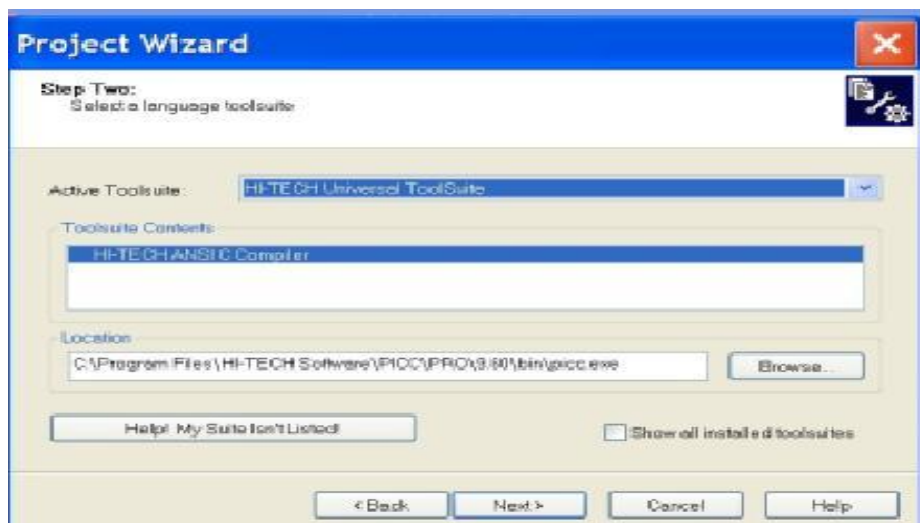 Project Wizard
Step Two:
Select a language toolsuite
Active Toolsuite:
HI-TECH Universal ToolSuite
Toolsuite Contents
HI-TECH ANSI C Compiler
Location
C:\Program Files\HI-TECH Software\PICC\PRO\9.60\bin\picc.exe
Browse...
Help! My Suite Isn't Listed!
Show all installed toolsuites
< Back
Next >
Cancel
Help